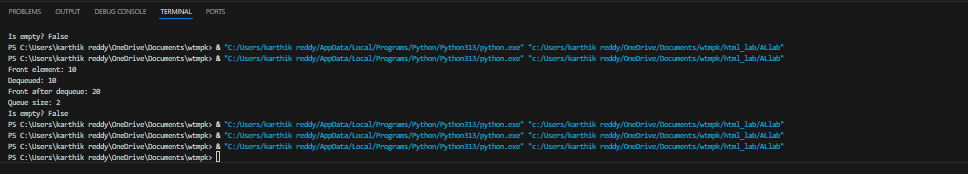 PROBLEMS OUTPUT DEBUG CONSOLE TERMINAL PORTS
Is empty? False
PS C:\Users\karthik reddy\OneDrive\Documents\wtmpk> & "C:/Users/karthik reddy/AppData/Local/Programs/Python/Python313/python.exe" "c:/Users/karthik reddy/OneDrive/Documents/wtmpk/html_lab/ALlab"
PS C:\Users\karthik reddy\OneDrive\Documents\wtmpk> & "C:/Users/karthik reddy/AppData/Local/Programs/Python/Python313/python.exe" "c:/Users/karthik reddy/OneDrive/Documents/wtmpk/html_lab/ALlab"
Front element: 10
Dequeued: 10
Front after dequeue: 20
Queue size: 2
Is empty? False
PS C:\Users\karthik reddy\OneDrive\Documents\wtmpk> & "C:/Users/karthik reddy/AppData/Local/Programs/Python/Python313/python.exe" "c:/Users/karthik reddy/OneDrive/Documents/wtmpk/html_lab/ALlab"
PS C:\Users\karthik reddy\OneDrive\Documents\wtmpk> & "C:/Users/karthik reddy/AppData/Local/Programs/Python/Python313/python.exe" "c:/Users/karthik reddy/OneDrive/Documents/wtmpk/html_lab/ALlab"
PS C:\Users\karthik reddy\OneDrive\Documents\wtmpk> & "C:/Users/karthik reddy/AppData/Local/Programs/Python/Python313/python.exe" "c:/Users/karthik reddy/OneDrive/Documents/wtmpk/html_lab/ALlab"
PS C:\Users\karthik reddy\OneDrive\Documents\wtmpk>